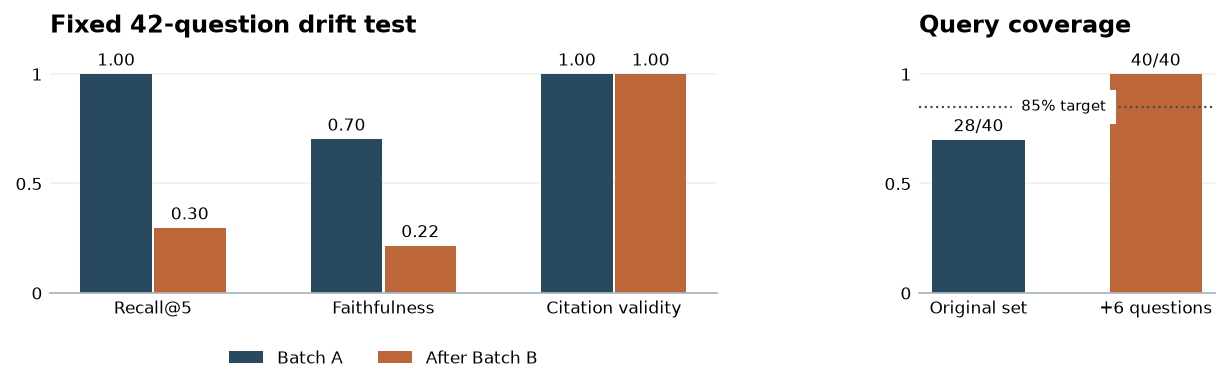 Fixed 42-question drift test
1.00
0.30
0.70
0.22
1.00
1.00
1
0.5
0
Recall@5
Faithfulness
Citation validity
Batch A
After Batch B
Query coverage
40/40
85% target
28/40
1
0.5
0
Original set
+6 questions